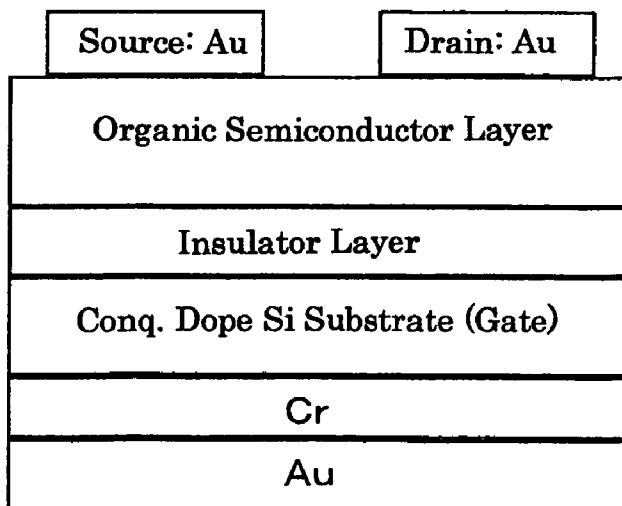 Source: Au
Drain: Au
Organic Semiconductor Layer
Insulator Layer
Conq. Dope Si Substrate (Gate)
Cr
Au